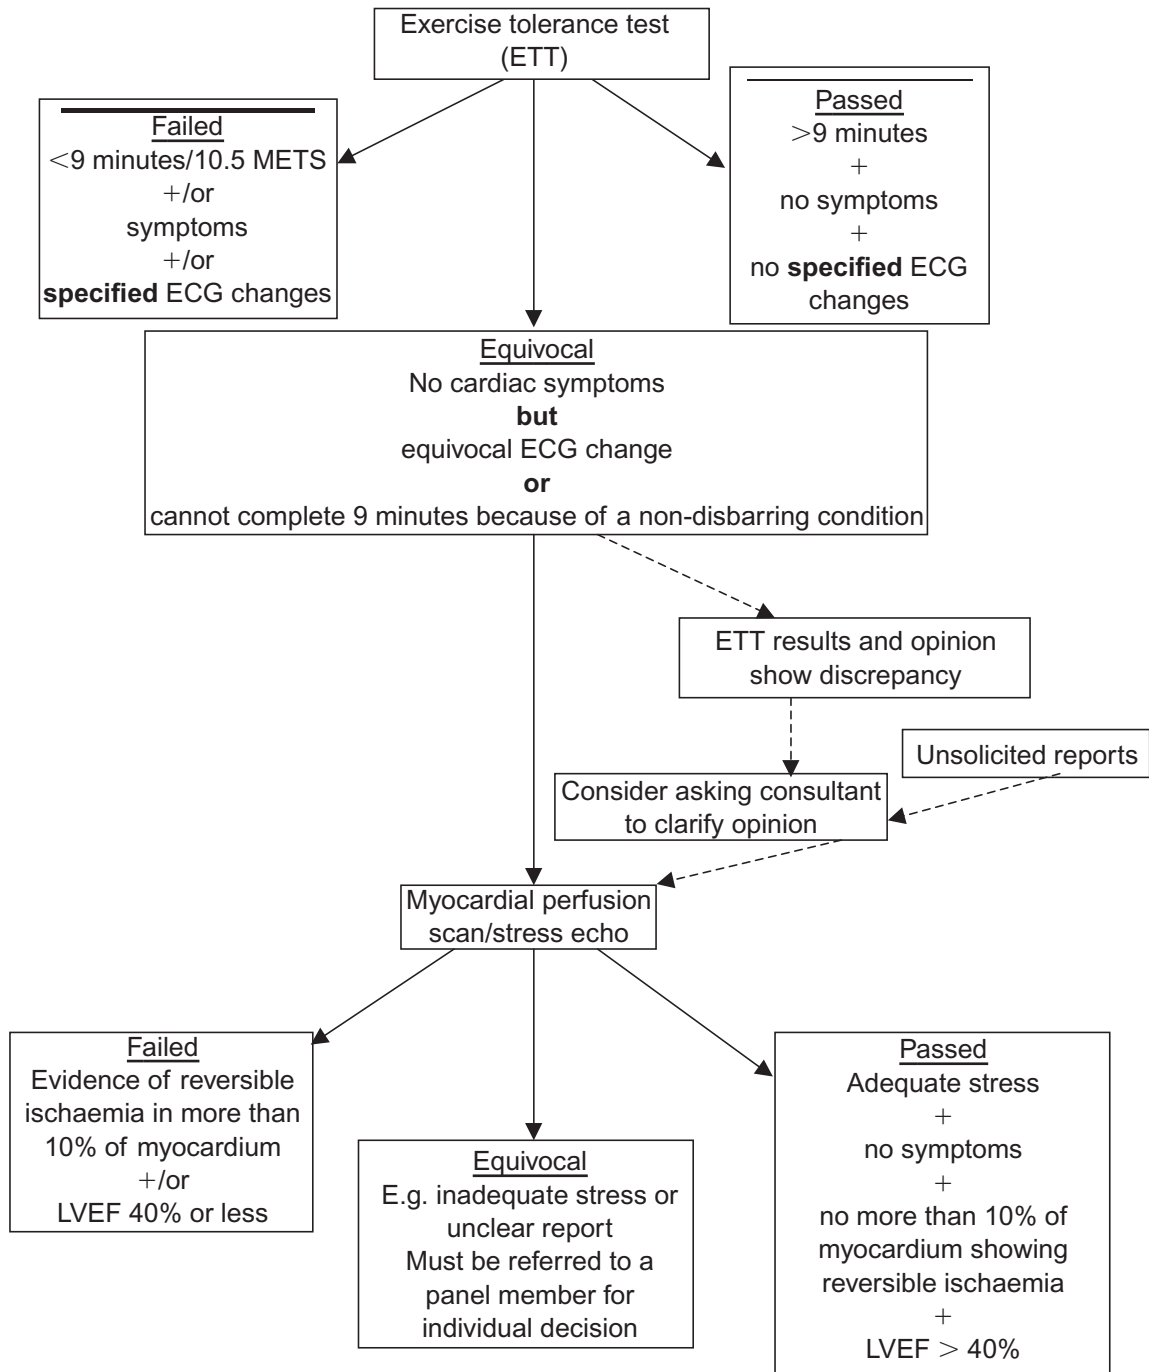 Exercise tolerance test
(ETT)
Failed
<9 minutes/10.5 METS
+/or
symptoms
+/or
specified ECG changes
Passed
>9 minutes
+
no symptoms
+
no specified ECG
changes
Equivocal
No cardiac symptoms
but
equivocal ECG change
or
cannot complete 9 minutes because of a non-disbarring condition
ETT results and opinion
show discrepancy
Unsolicited reports
Consider asking consultant
to clarify opinion
Myocardial perfusion
scan/stress echo
Failed
Evidence of reversible
ischaemia in more than
10% of myocardium
+/or
LVEF 40% or less
Equivocal
E.g. inadequate stress or
unclear report
Must be referred to a
panel member for
individual decision
Passed
Adequate stress
+
no symptoms
+
no more than 10% of
myocardium showing
reversible ischaemia
+
LVEF > 40%